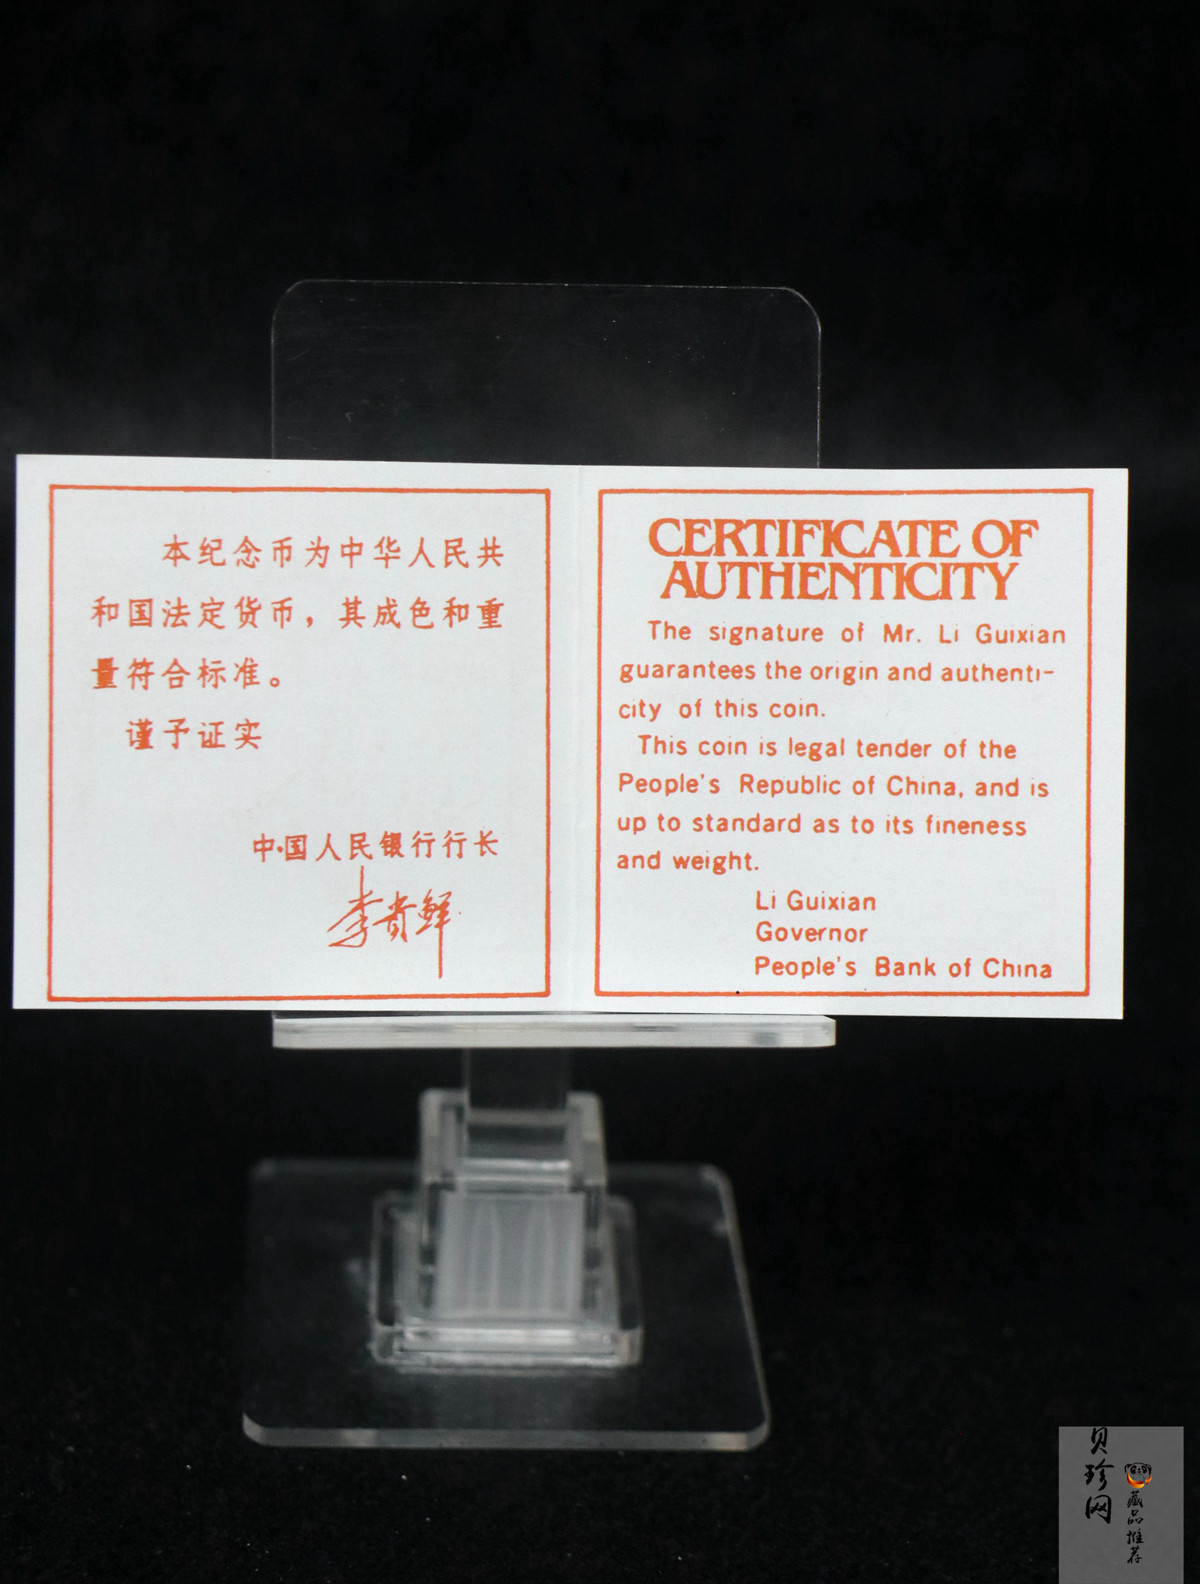 本纪念币为中华人民共
和国法定货币，其成色和重
量符合标准。
谨予证实
中·国人民银行行长
李贵鲜
CERTIFICATE OF
AUTHENTICITY
The signature of Mr. Li Guixian
guarantees the origin and authenti-
city of this coin.
This coin is legal tender of the
People's Republic of China, and is
up to standard as to its fineness
and weight.
Li Guixian
Governor
People's Bank of China
贝珍网
藏品推荐